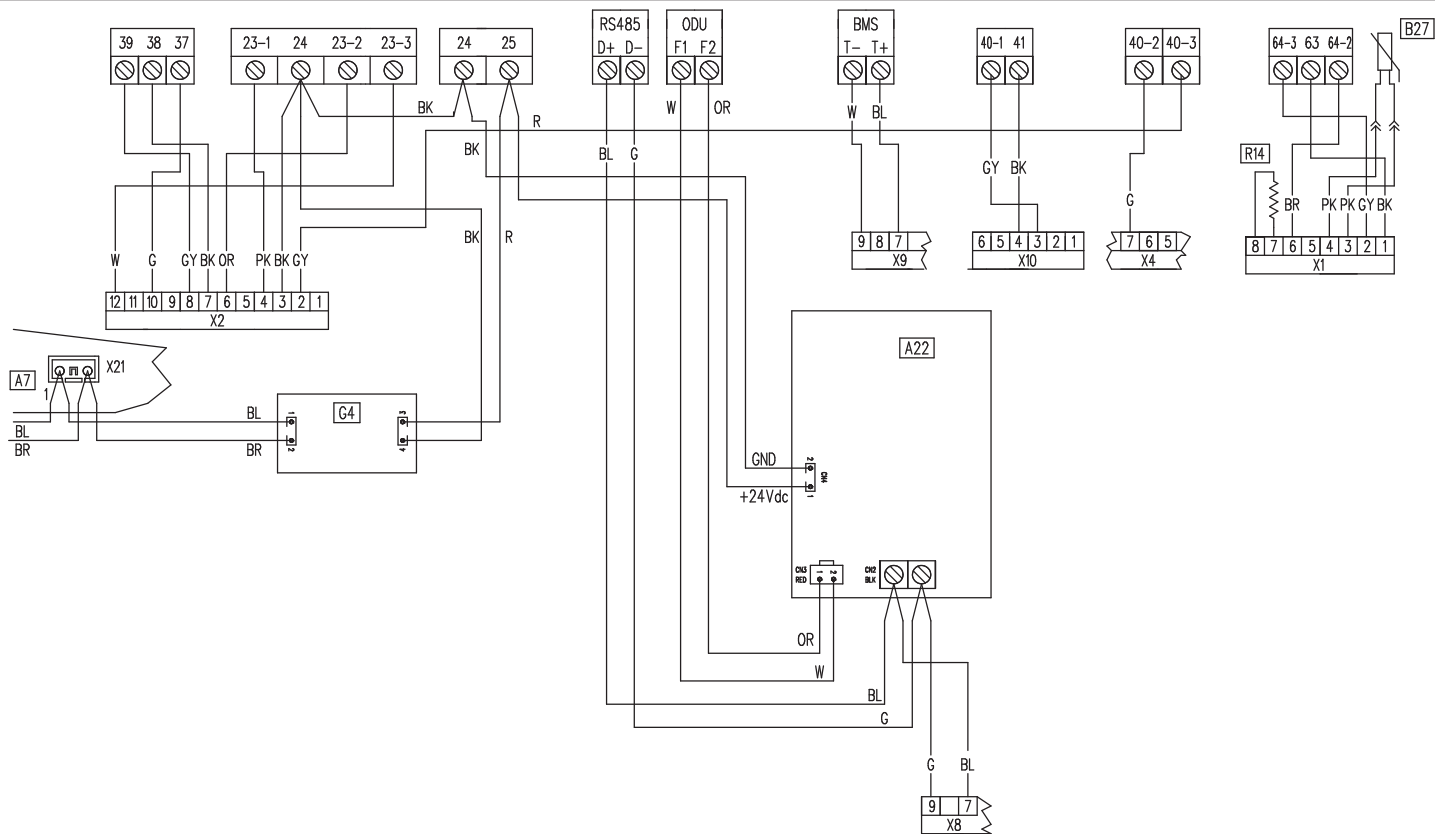 39 38 37
23-1 24 23-2 23-3
24 25
RS485
D+ D-
ODU
F1 F2
BMS
T- T+
40-1 41
40-2 40-3
64-3 63 64-2
B27
BK
R
BK
W
OR
BL G
W BL
GY BK
G
R14
BR PK PK GY BK
W G GY BK OR PK BK GY
BK R
12 11 10 9 8 7 6 5 4 3 2 1
X2
9 8 7
X9
6 5 4 3 2 1
X10
7 6 5
X4
8 7 6 5 4 3 2 1
X1
A7
X21
1
BL
BR
BL
BR
G4
1
2
3
4
A22
GND
+24Vdc
2
CN4
1
CN3
RED
1 2
CN2
BLK
OR
W
BL
G
G BL
9 7
X8